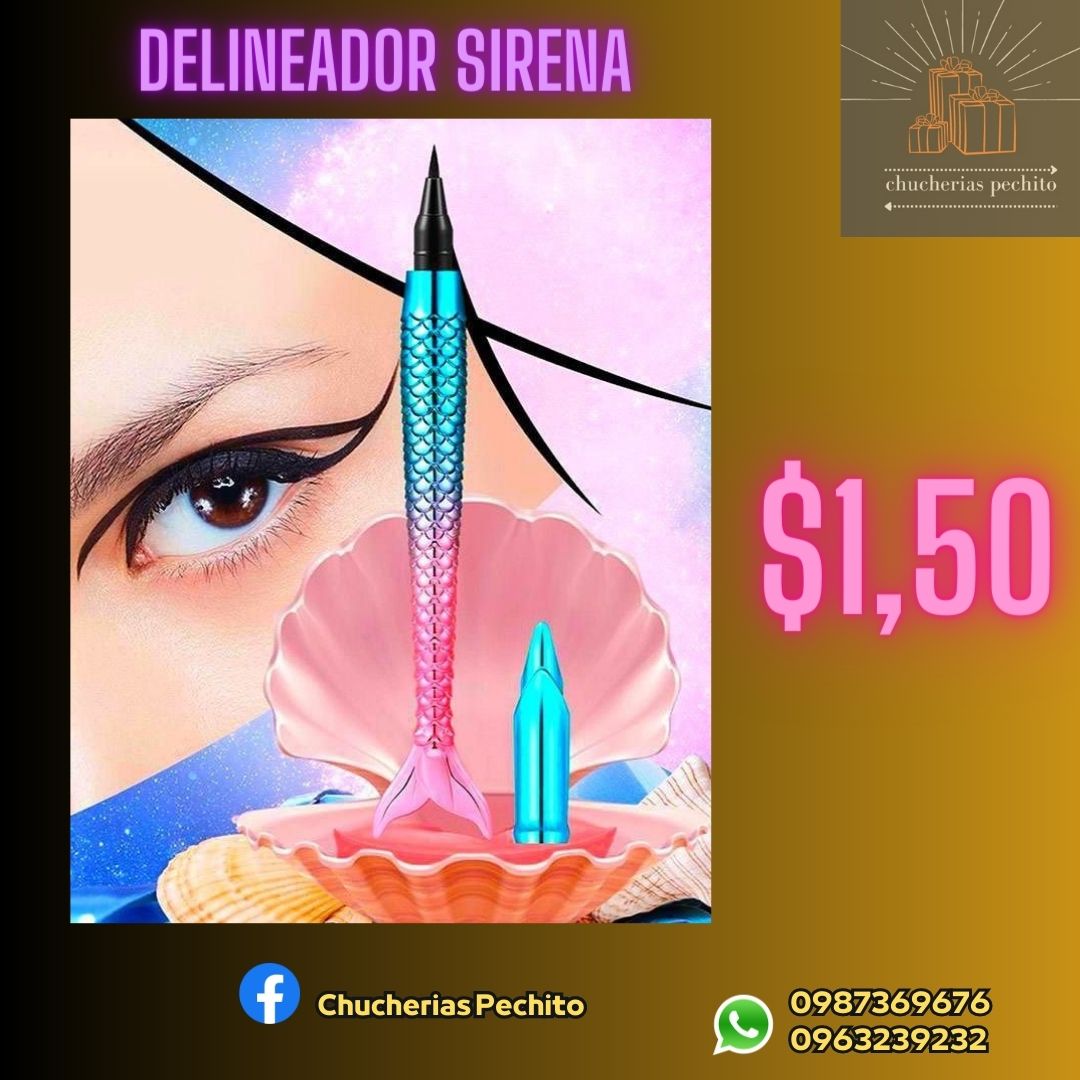 DELINEADOR SIRENA
chucherias pechito
$1,50
Chucherias Pechito
0987369676
0963239232